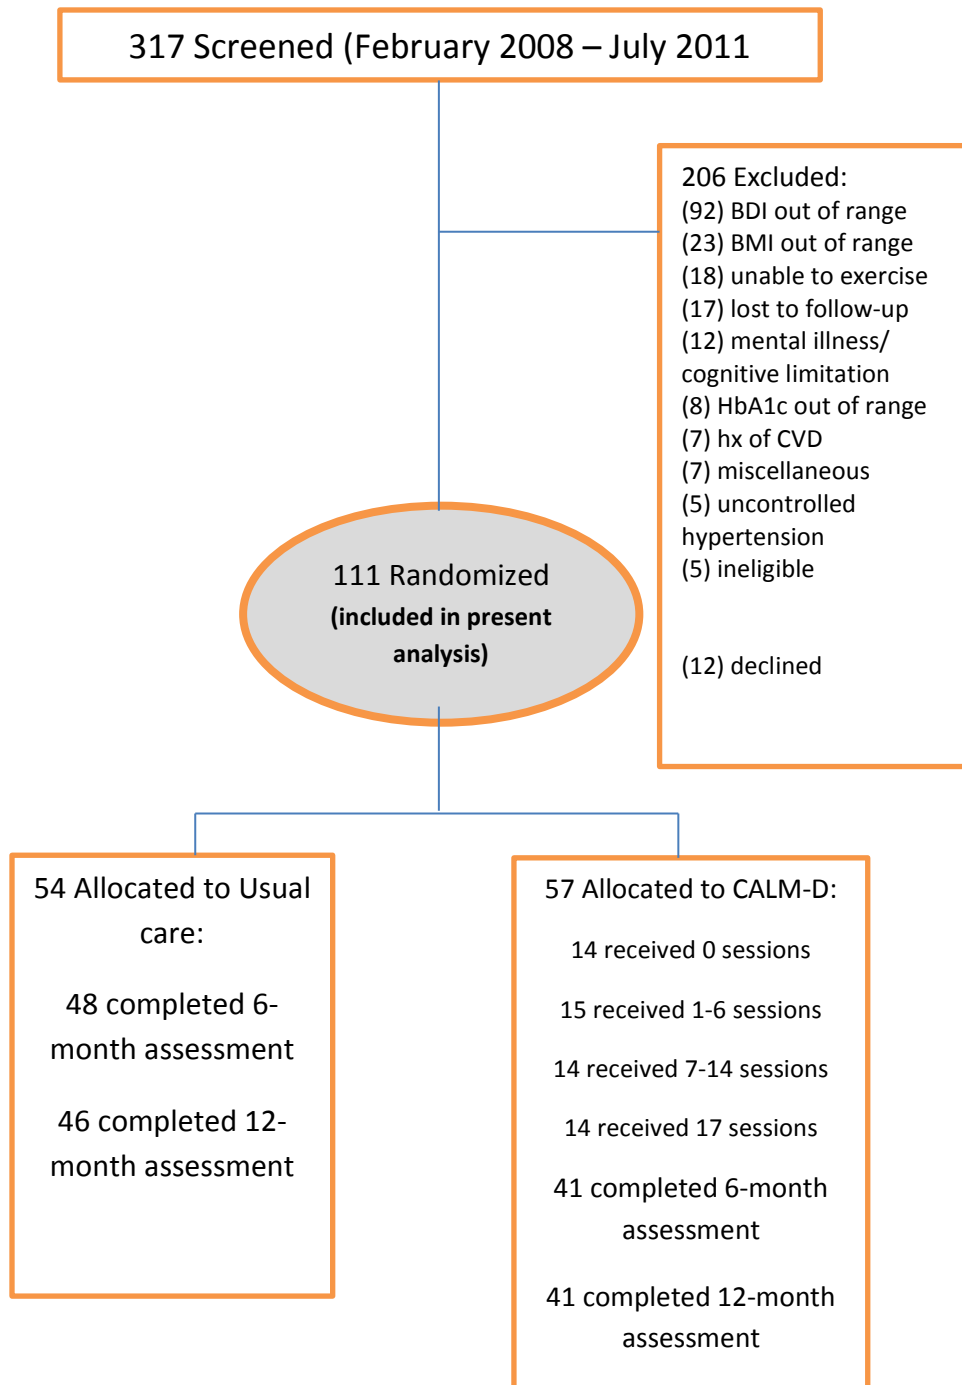 317 Screened (February 2008 – July 2011
206 Excluded:
(92) BDI out of range
(23) BMI out of range
(18) unable to exercise
(17) lost to follow-up
(12) mental illness/
cognitive limitation
(8) HbA1c out of range
(7) hx of CVD
(7) miscellaneous
(5) uncontrolled
hypertension
(5) ineligible
(12) declined
111 Randomized
(included in present
analysis)
54 Allocated to Usual
care:
48 completed 6-
month assessment
46 completed 12-
month assessment
57 Allocated to CALM-D:
14 received 0 sessions
15 received 1-6 sessions
14 received 7-14 sessions
14 received 17 sessions
41 completed 6-month
assessment
41 completed 12-month
assessment